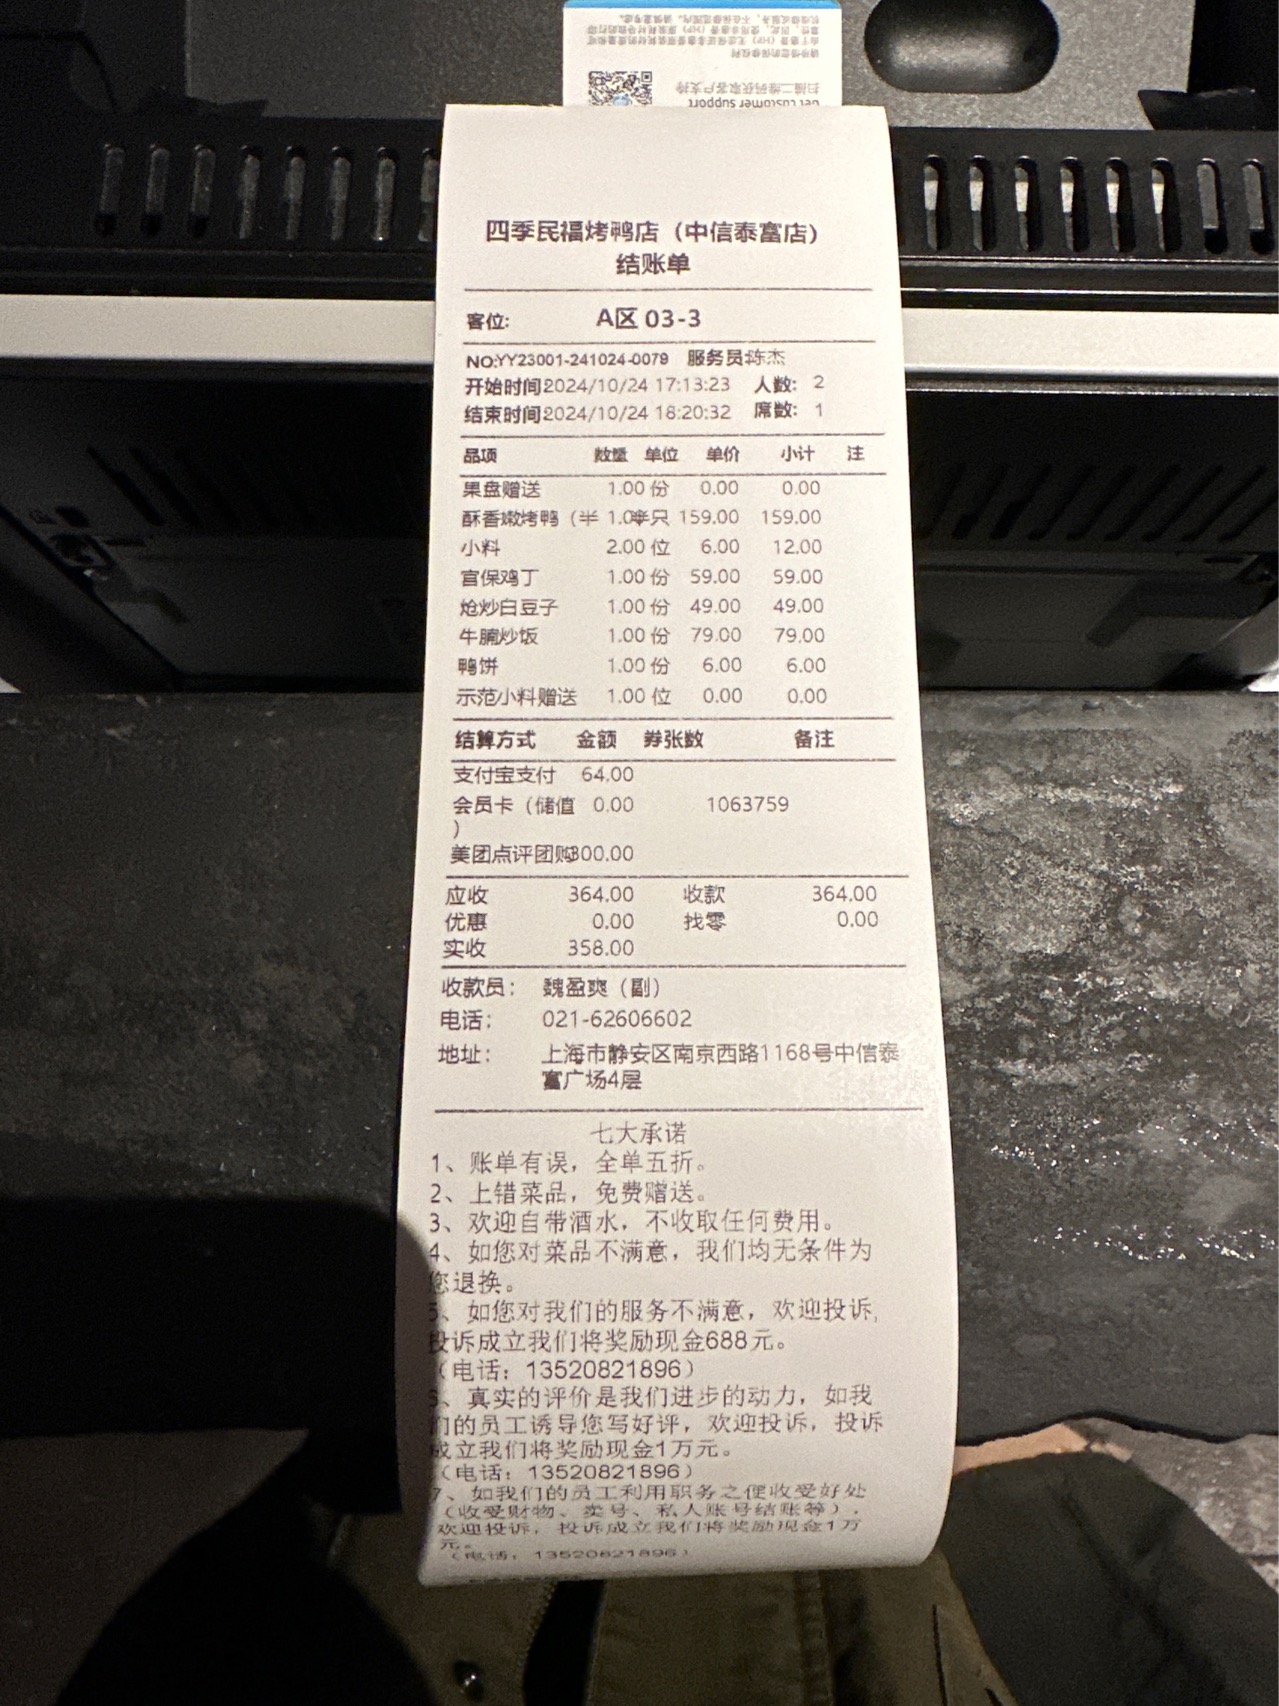 Get customer support
扫描二维码获取客户支持
四季民福烤鸭店（中信泰富店）
结账单
客位: A区 03-3
NO:YY23001-241024-0079 服务员:陈杰
开始时间:2024/10/24 17:13:23 人数: 2
结束时间:2024/10/24 18:20:32 席数: 1
品项 数量 单位 单价 小计 注
果盘赠送 1.00 份 0.00 0.00
酥香嫩烤鸭（半 1.00半只 159.00 159.00
小料 2.00 位 6.00 12.00
宫保鸡丁 1.00 份 59.00 59.00
炝炒白豆子 1.00 份 49.00 49.00
牛腩炒饭 1.00 份 79.00 79.00
鸭饼 1.00 份 6.00 6.00
示范小料赠送 1.00 位 0.00 0.00
结算方式 金额 券张数 备注
支付宝支付 64.00
会员卡（储值 0.00 1063759
）
美团点评团购300.00
应收 364.00 收款 364.00
优惠 0.00 找零 0.00
实收 358.00
收款员: 魏盈爽（副）
电话: 021-62606602
地址: 上海市静安区南京西路1168号中信泰
富广场4层
七大承诺
1、账单有误，全单五折。
2、上错菜品，免费赠送。
3、欢迎自带酒水，不收取任何费用。
4、如您对菜品不满意，我们均无条件为
您退换。
5、如您对我们的服务不满意，欢迎投诉,
投诉成立我们将奖励现金688元。
（电话：13520821896）
6、真实的评价是我们进步的动力，如我
们的员工诱导您写好评，欢迎投诉，投诉
成立我们将奖励现金1万元。
（电话：13520821896）
7、如我们的员工利用职务之便收受好处
（收受财物、卖号、私人账号结账等），
欢迎投诉，投诉成立我们将奖励现金1万
元。
（电话：13520821896）